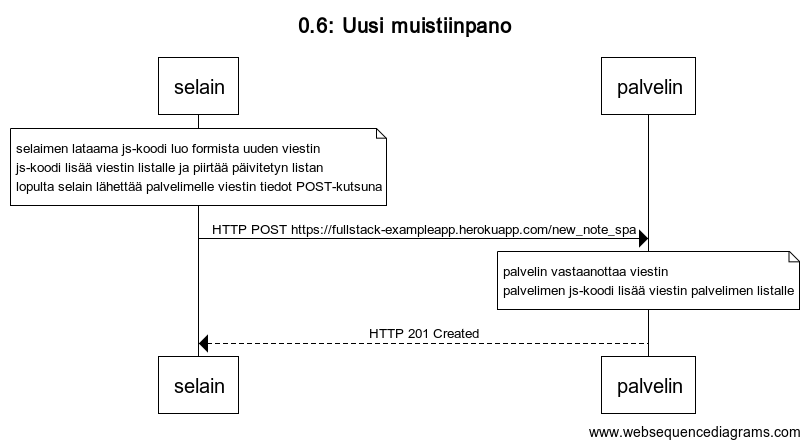 0.6: Uusi muistiinpano
selain
palvelin
selaimen lataama js-koodi luo formista uuden viestin
js-koodi lisää viestin listalle ja piirtää päivitetyn listan
lopulta selain lähettää palvelimelle viestin tiedot POST-kutsuna
HTTP POST https://fullstack-exampleapp.herokuapp.com/new_note_spa
palvelin vastaanottaa viestin
palvelimen js-koodi lisää viestin palvelimen listalle
HTTP 201 Created
selain
palvelin
www.websequencediagrams.com